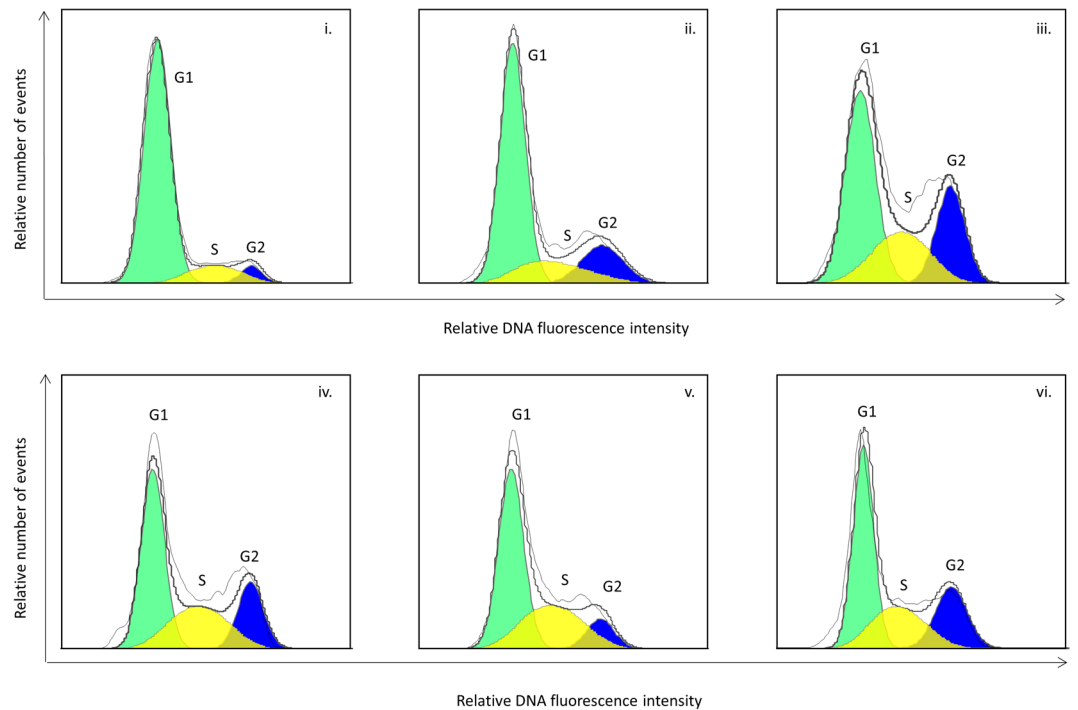 i.
G1
S
G2
ii.
G1
S
G2
iii.
G1
S
G2
Relative number of events
Relative DNA fluorescence intensity
iv.
G1
S
G2
v.
G1
S
G2
vi.
G1
S
G2
Relative number of events
Relative DNA fluorescence intensity